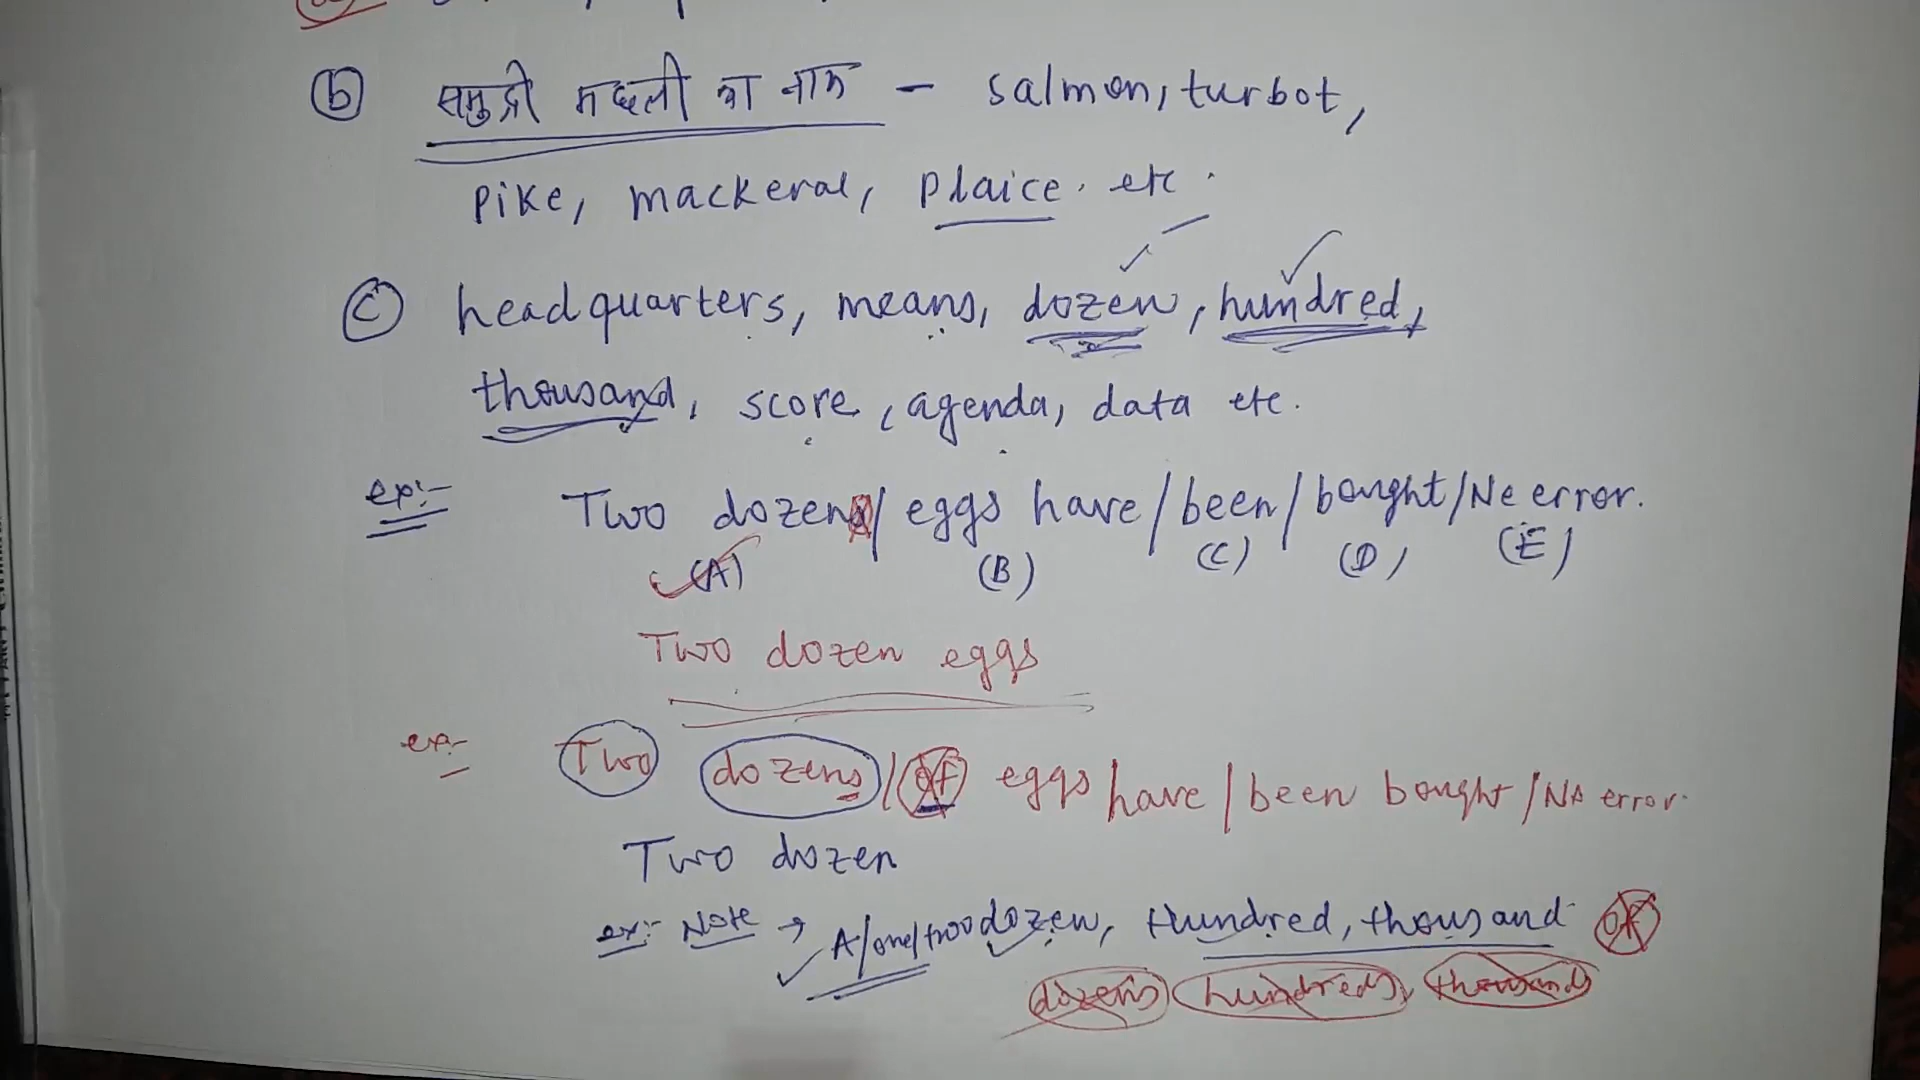 (b) समुद्री मछली का नाम – salmon, turbot,
pike, mackeral, plaice. etc.
(c) headquarters, means, dozen, hundred,
thousand, score, agenda, data etc.
ex:- Two dozens/ eggs have/been/bought/No error.
(A) (B) (C) (D) (E)
Two dozen eggs
ex- Two dozens/of eggs have/been bought/No error.
Two dozen
ex:- Note → A/one/two dozen, Hundred, thousand of
dozens hundreds, thousands